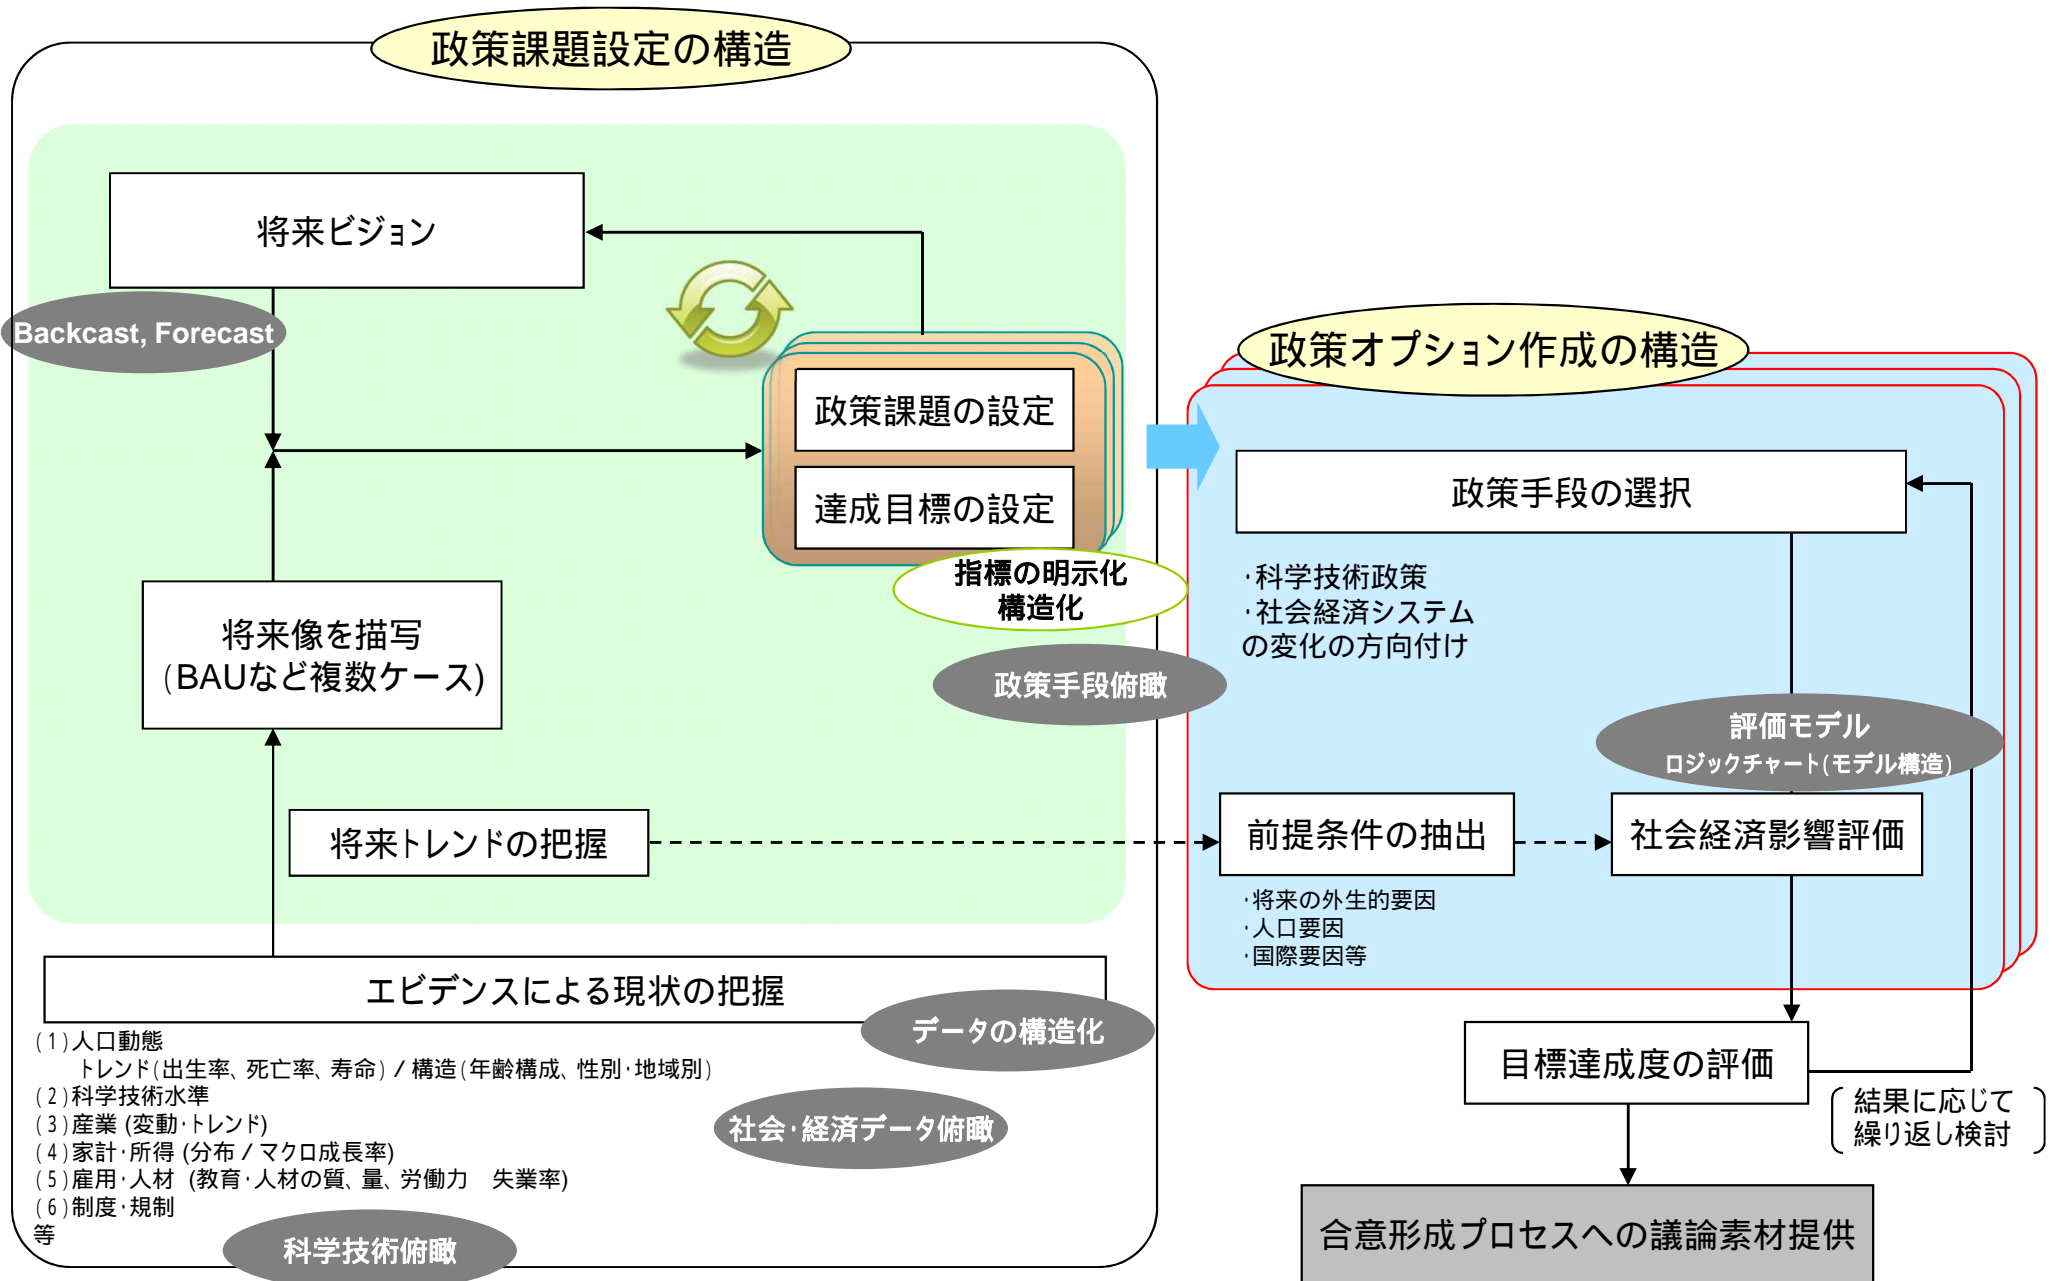 政策課題設定の構造
将来ビジョン
Backcast, Forecast
政策課題の設定
達成目標の設定
指標の明示化
構造化
政策手段俯瞰
将来像を描写
(BAUなど複数ケース)
将来トレンドの把握
エビデンスによる現状の把握
データの構造化
(1)人口動態
トレンド(出生率、死亡率、寿命) / 構造(年齢構成、性別・地域別)
(2)科学技術水準
(3)産業 (変動・トレンド)
(4)家計・所得 (分布 / マクロ成長率)
(5)雇用・人材 (教育・人材の質、量、労働力　失業率)
(6)制度・規制
等
社会・経済データ俯瞰
科学技術俯瞰
政策オプション作成の構造
政策手段の選択
・科学技術政策
・社会経済システム
の変化の方向付け
評価モデル
ロジックチャート(モデル構造)
前提条件の抽出
社会経済影響評価
・将来の外生的要因
・人口要因
・国際要因等
目標達成度の評価
結果に応じて
繰り返し検討
合意形成プロセスへの議論素材提供